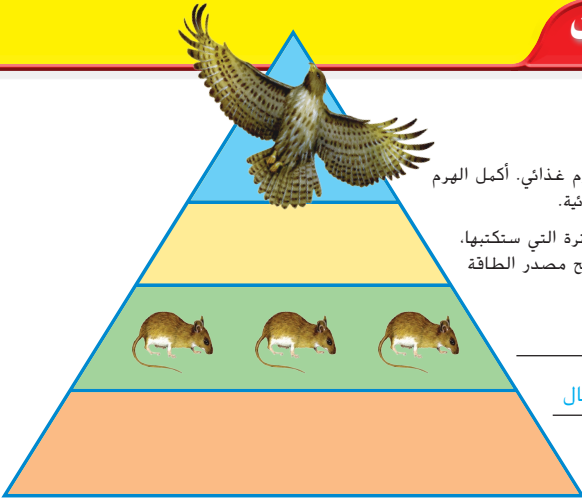 م غذائي. أكمل الهرم
ئية.
رة التي ستكتبها.
ح مصدر الطاقة
ال